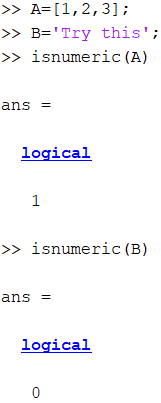 >> A=[1,2,3];
>> B='Try this';
>> isnumeric(A)
ans =
logical
1
>> isnumeric(B)
ans =
logical
0